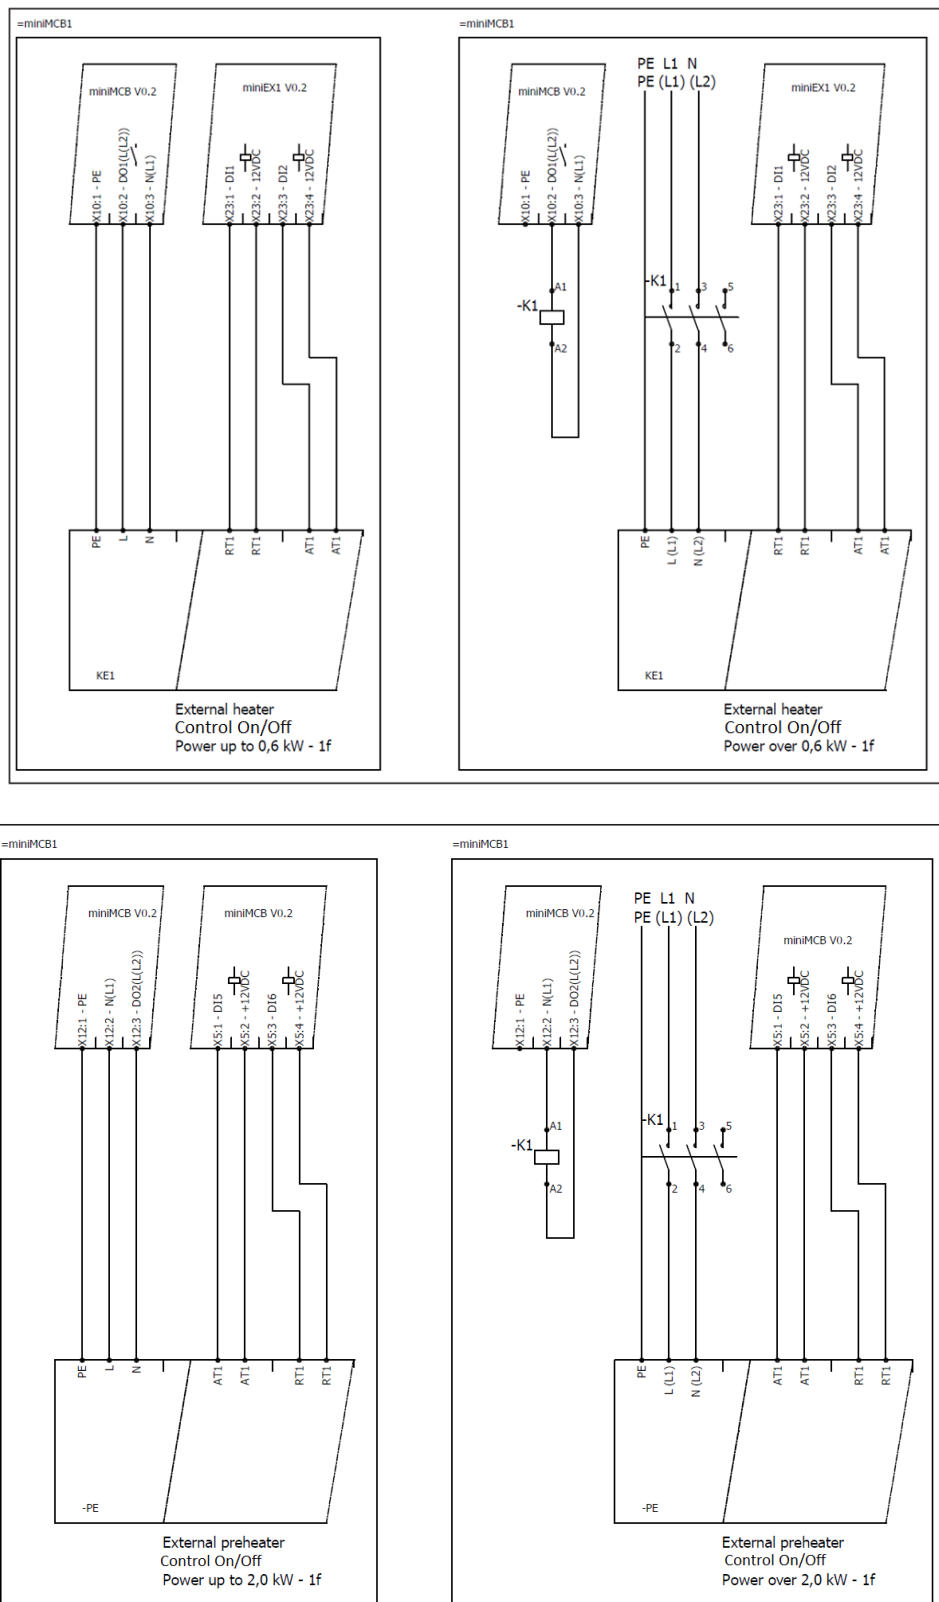 =miniMCB1
miniMCB V0.2
miniEX1 V0.2
X10:1 - PE
X10:2 - DO1(L(L2))
X10:3 - N(L1)
X23:1 - DI1
X23:2 - 12VDC
X23:3 - DI2
X23:4 - 12VDC
PE
L
N
RT1
RT1
AT1
AT1
KE1
External heater
Control On/Off
Power up to 0,6 kW - 1f
=miniMCB1
miniMCB V0.2
PE L1 N
PE (L1) (L2)
miniEX1 V0.2
X10:1 - PE
X10:2 - DO1(L(L2))
X10:3 - N(L1)
X23:1 - DI1
X23:2 - 12VDC
X23:3 - DI2
X23:4 - 12VDC
A1
-K1
A2
-K1
1
3
5
2
4
6
PE
L (L1)
N (L2)
RT1
RT1
AT1
AT1
KE1
External heater
Control On/Off
Power over 0,6 kW - 1f
=miniMCB1
miniMCB V0.2
miniMCB V0.2
X12:1 - PE
X12:2 - N(L1)
X12:3 - DO2(L(L2))
X5:1 - DI5
X5:2 - +12VDC
X5:3 - DI6
X5:4 - +12VDC
PE
L
N
AT1
AT1
RT1
RT1
-PE
External preheater
Control On/Off
Power up to 2,0 kW - 1f
=miniMCB1
miniMCB V0.2
PE L1 N
PE (L1) (L2)
miniMCB V0.2
X12:1 - PE
X12:2 - N(L1)
X12:3 - DO2(L(L2))
X5:1 - DI5
X5:2 - +12VDC
X5:3 - DI6
X5:4 - +12VDC
A1
-K1
A2
-K1
1
3
5
2
4
6
PE
L (L1)
N (L2)
AT1
AT1
RT1
RT1
-PE
External preheater
Control On/Off
Power over 2,0 kW - 1f